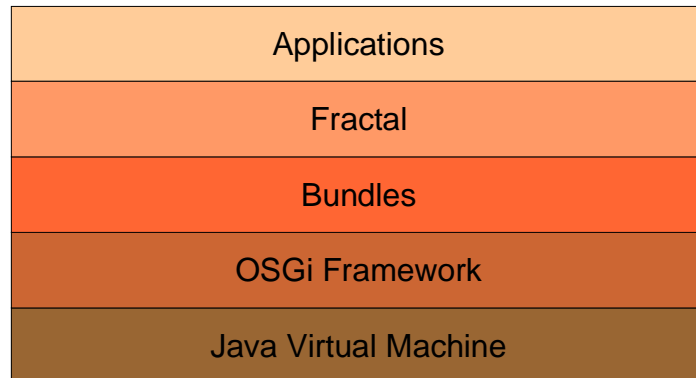 Applications
Fractal
Bundles
OSGi Framework
Java Virtual Machine